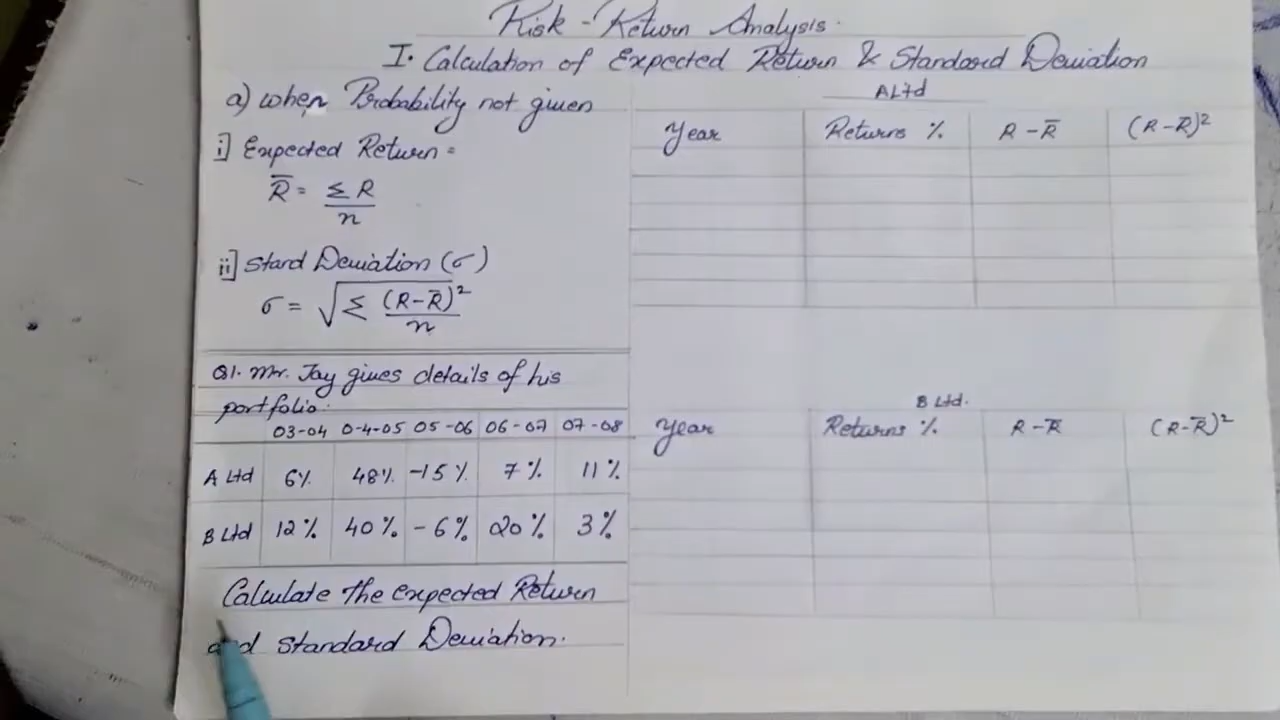 Risk - Return Analysis.
I. Calculation of Expected Return & Standard Deviation
a) When Probability not given
i] Expected Return =
R̅ = Σ R
n
ii] Stard Deviation (σ)
σ = √Σ (R-R̅)²
n
Q1. Mr. Jay gives details of his
portfolio.
03-04 0-4-05 05-06 06-07 07-08
A Ltd 6% 48% -15% 7% 11%
B Ltd 12% 40% -6% 20% 3%
Calculate the expected Return
and Standard Deviation.
A Ltd
Year Returns % R-R̅ (R-R̅)²
B Ltd.
Year Returns % R-R̅ (R-R̅)²